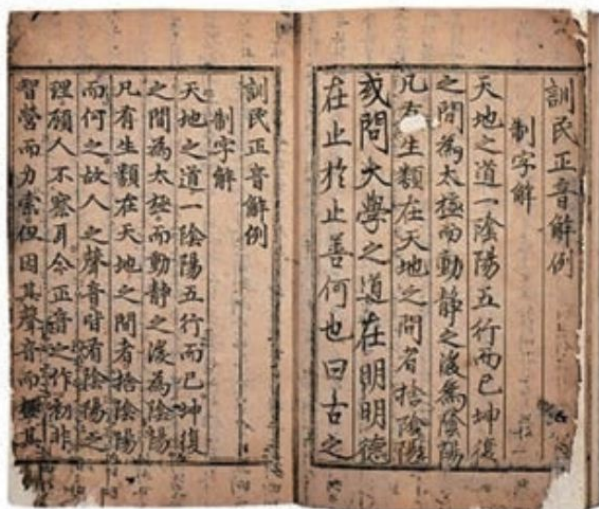 訓民正音解例
制字解
天地之道一陰陽五行而已坤復
之間為太極而動静之後為陰陽
凡有生類在天地之間者捨陰陽
或問大學之道在明明德
在止扵止善何也曰古之
訓民正音解例
制字解
天地之道一陰陽五行而已坤復
之間為太極而動静之後為陰陽
凡有生類在天地之間者捨陰陽
而何之故人之聲音皆有陰陽之
理顧人不察耳今正音之作初非
智營而力索但因其聲音而極其